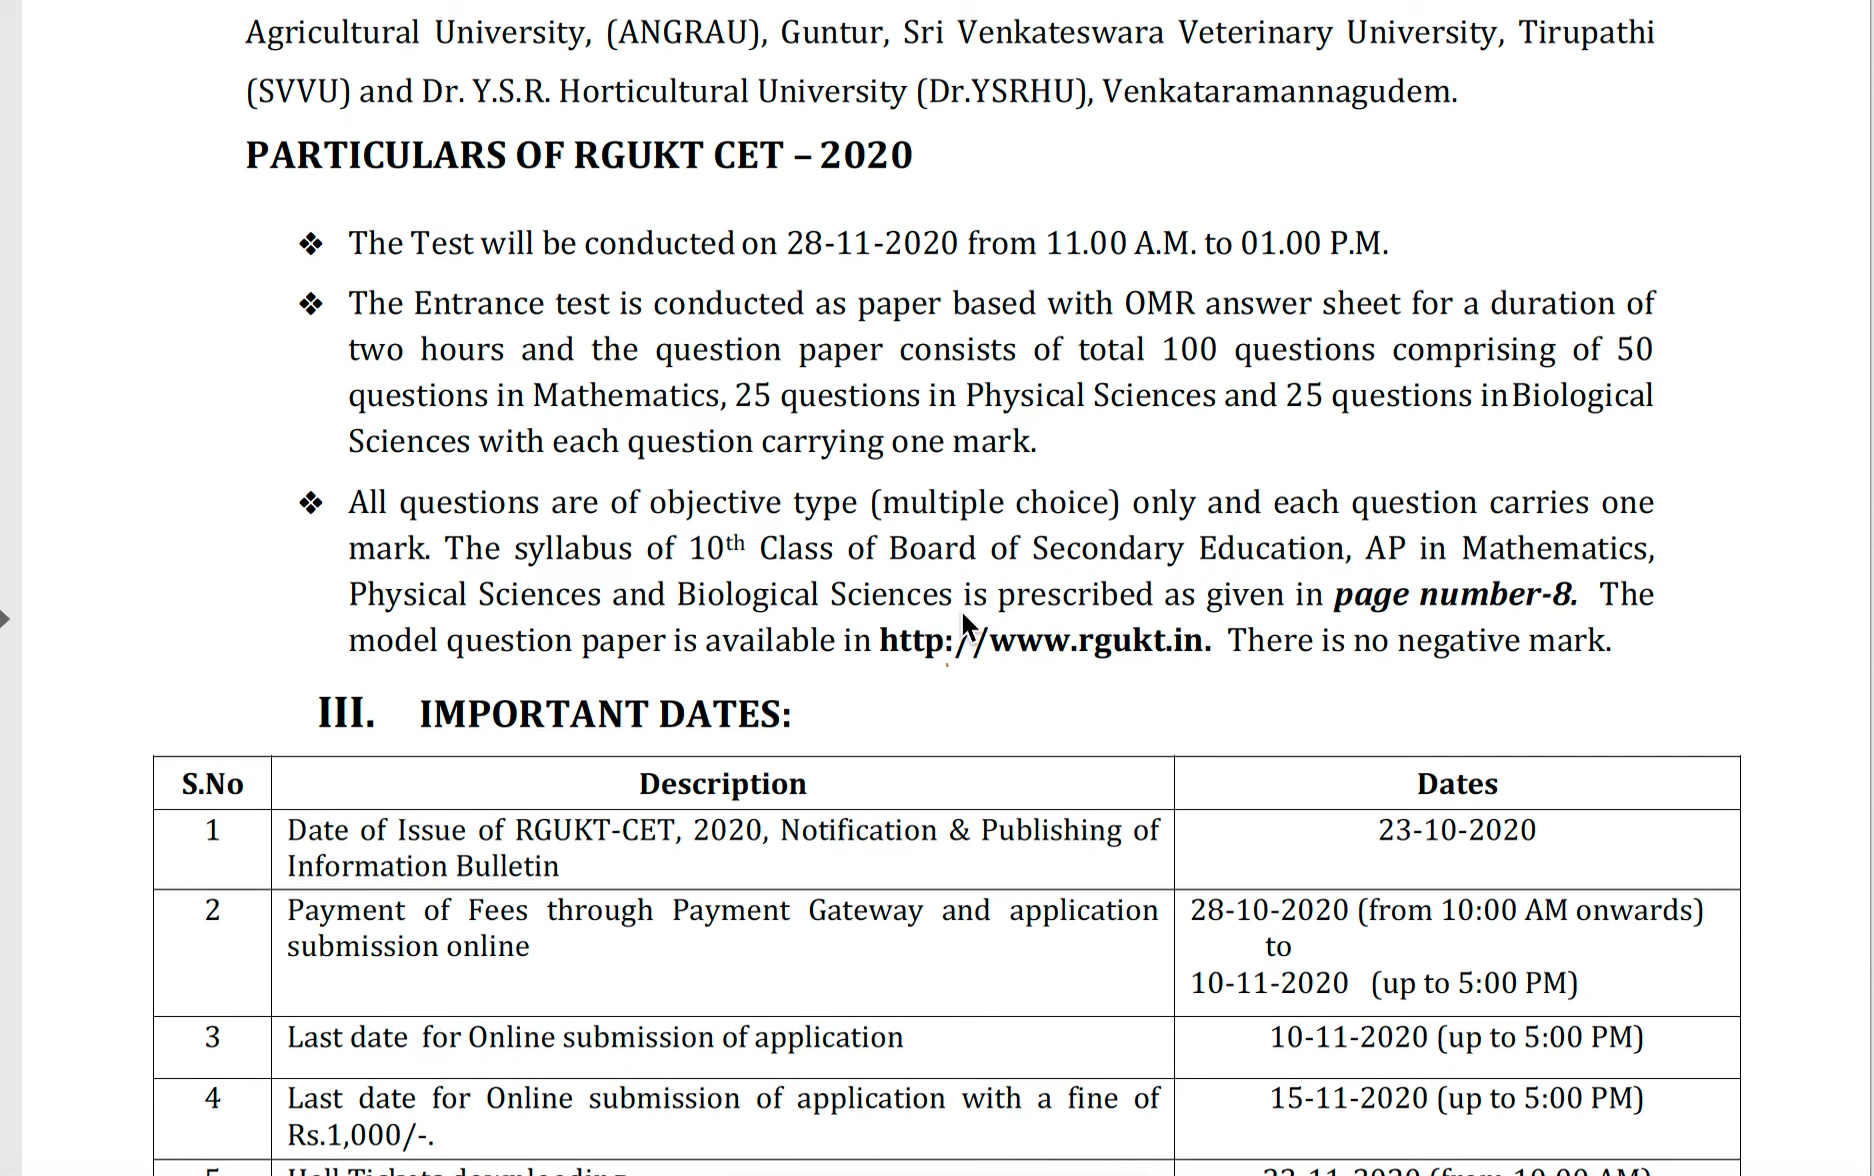 Agricultural University, (ANGRAU), Guntur, Sri Venkateswara Veterinary University, Tirupathi
(SVVU) and Dr. Y.S.R. Horticultural University (Dr.YSRHU), Venkataramannagudem.
PARTICULARS OF RGUKT CET – 2020
❖ The Test will be conducted on 28-11-2020 from 11.00 A.M. to 01.00 P.M.
❖ The Entrance test is conducted as paper based with OMR answer sheet for a duration of
two hours and the question paper consists of total 100 questions comprising of 50
questions in Mathematics, 25 questions in Physical Sciences and 25 questions in Biological
Sciences with each question carrying one mark.
❖ All questions are of objective type (multiple choice) only and each question carries one
mark. The syllabus of 10th Class of Board of Secondary Education, AP in Mathematics,
Physical Sciences and Biological Sciences is prescribed as given in page number-8. The
model question paper is available in http://www.rgukt.in. There is no negative mark.
III. IMPORTANT DATES:
S.No Description Dates
1 Date of Issue of RGUKT-CET, 2020, Notification & Publishing of 23-10-2020
Information Bulletin
2 Payment of Fees through Payment Gateway and application 28-10-2020 (from 10:00 AM onwards)
submission online to
10-11-2020 (up to 5:00 PM)
3 Last date for Online submission of application 10-11-2020 (up to 5:00 PM)
4 Last date for Online submission of application with a fine of 15-11-2020 (up to 5:00 PM)
Rs.1,000/-.